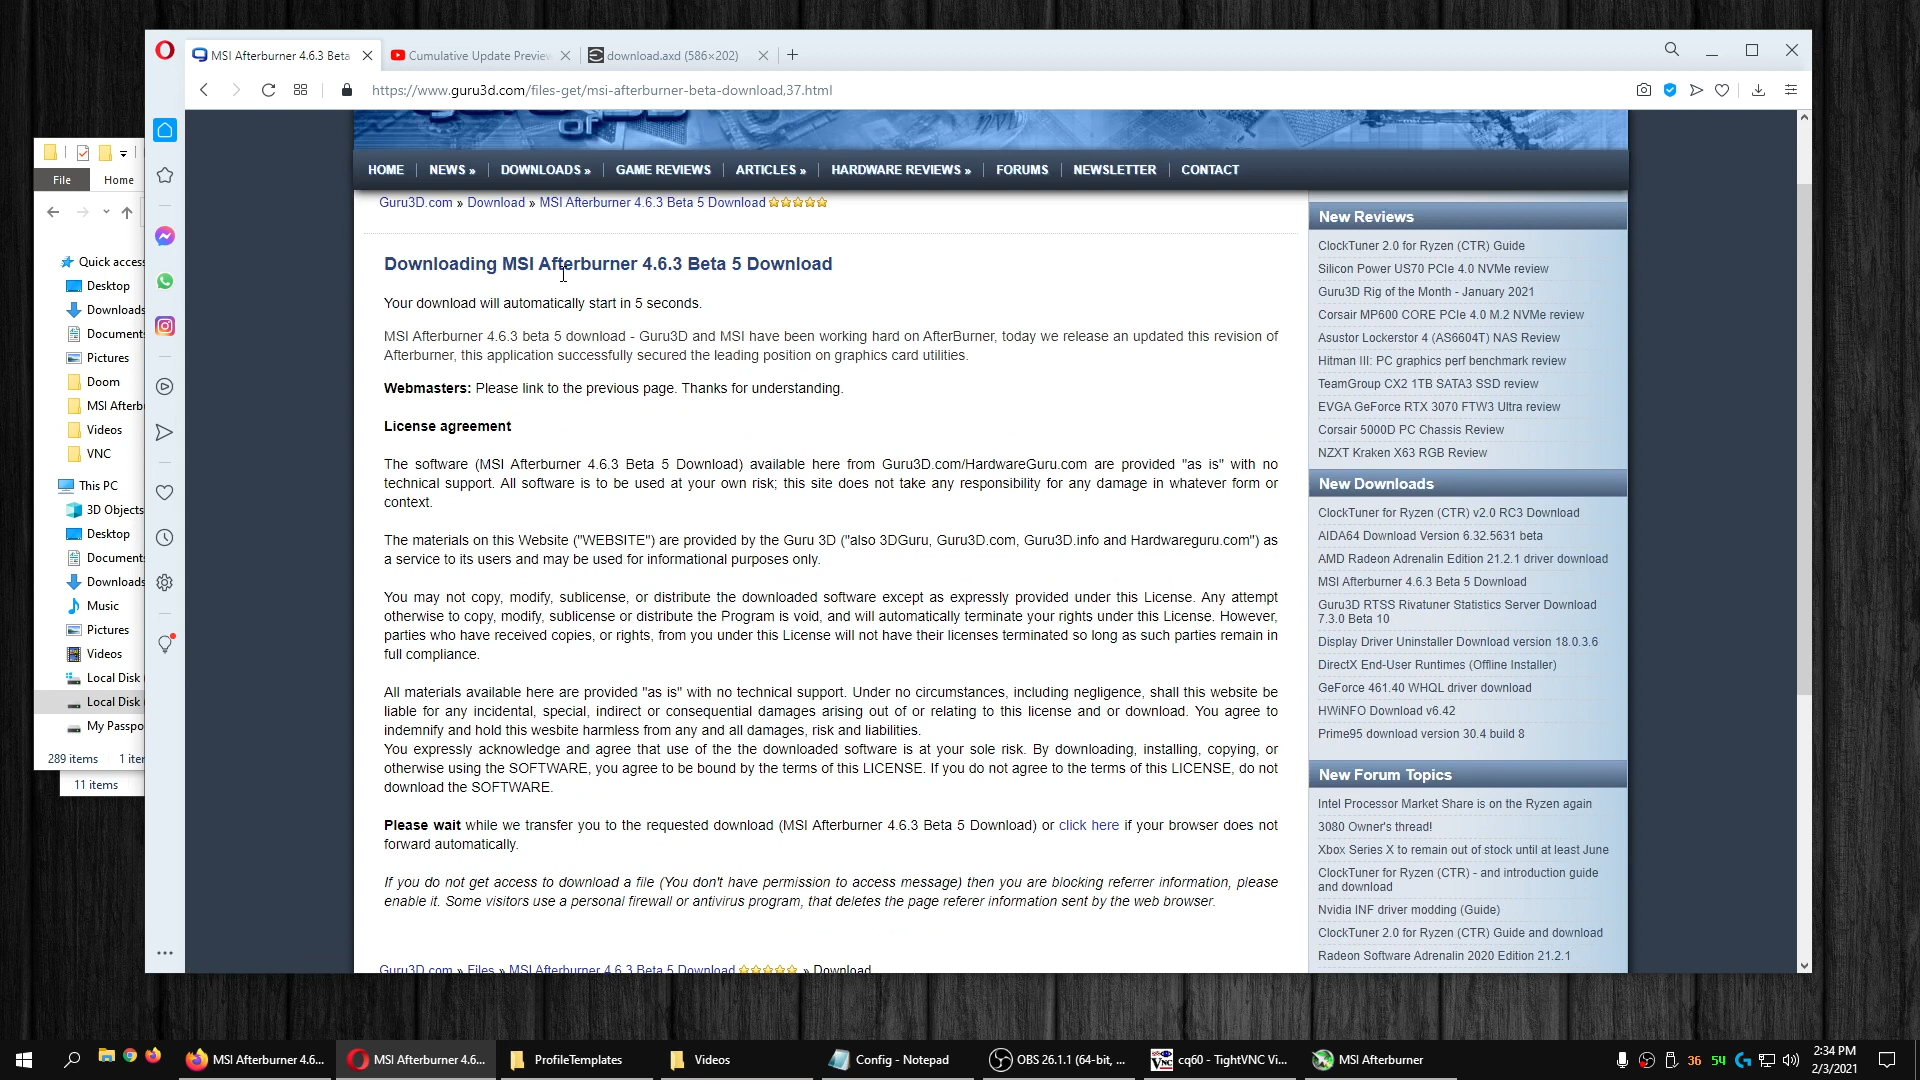 MSI Afterburner 4.6.3 Beta
Cumulative Update Preview
download.axd (586×202)
https://www.guru3d.com/files-get/msi-afterburner-beta-download,37.html
HOME
NEWS »
DOWNLOADS »
GAME REVIEWS
ARTICLES »
HARDWARE REVIEWS »
FORUMS
NEWSLETTER
CONTACT
File
Home
Quick access
Desktop
Downloads
Document
Pictures
Doom
MSI Afterb
Videos
VNC
This PC
3D Objects
Desktop
Document
Downloads
Music
Pictures
Videos
Local Disk
Local Disk
My Passpo
289 items
1 iter
11 items
Guru3D.com » Download » MSI Afterburner 4.6.3 Beta 5 Download
Downloading MSI Afterburner 4.6.3 Beta 5 Download
Your download will automatically start in 5 seconds.
MSI Afterburner 4.6.3 beta 5 download - Guru3D and MSI have been working hard on AfterBurner, today we release an updated this revision of
Afterburner, this application successfully secured the leading position on graphics card utilities.
Webmasters: Please link to the previous page. Thanks for understanding.
License agreement
The software (MSI Afterburner 4.6.3 Beta 5 Download) available here from Guru3D.com/HardwareGuru.com are provided "as is" with no
technical support. All software is to be used at your own risk; this site does not take any responsibility for any damage in whatever form or
context.
The materials on this Website ("WEBSITE") are provided by the Guru 3D ("also 3DGuru, Guru3D.com, Guru3D.info and Hardwareguru.com") as
a service to its users and may be used for informational purposes only.
You may not copy, modify, sublicense, or distribute the downloaded software except as expressly provided under this License. Any attempt
otherwise to copy, modify, sublicense or distribute the Program is void, and will automatically terminate your rights under this License. However,
parties who have received copies, or rights, from you under this License will not have their licenses terminated so long as such parties remain in
full compliance.
All materials available here are provided "as is" with no technical support. Under no circumstances, including negligence, shall this website be
liable for any incidental, special, indirect or consequential damages arising out of or relating to this license and or download. You agree to
indemnify and hold this wesbite harmless from any and all damages, risk and liabilities.
You expressly acknowledge and agree that use of the the downloaded software is at your sole risk. By downloading, installing, copying, or
otherwise using the SOFTWARE, you agree to be bound by the terms of this LICENSE. If you do not agree to the terms of this LICENSE, do not
download the SOFTWARE.
Please wait while we transfer you to the requested download (MSI Afterburner 4.6.3 Beta 5 Download) or click here if your browser does not
forward automatically.
If you do not get access to download a file (You don't have permission to access message) then you are blocking referrer information, please
enable it. Some visitors use a personal firewall or antivirus program, that deletes the page referer information sent by the web browser.
Guru3D.com » Files » MSI Afterburner 4.6.3 Beta 5 Download » Download
New Reviews
ClockTuner 2.0 for Ryzen (CTR) Guide
Silicon Power US70 PCIe 4.0 NVMe review
Guru3D Rig of the Month - January 2021
Corsair MP600 CORE PCIe 4.0 M.2 NVMe review
Asustor Lockerstor 4 (AS6604T) NAS Review
Hitman III: PC graphics perf benchmark review
TeamGroup CX2 1TB SATA3 SSD review
EVGA GeForce RTX 3070 FTW3 Ultra review
Corsair 5000D PC Chassis Review
NZXT Kraken X63 RGB Review
New Downloads
ClockTuner for Ryzen (CTR) v2.0 RC3 Download
AIDA64 Download Version 6.32.5631 beta
AMD Radeon Adrenalin Edition 21.2.1 driver download
MSI Afterburner 4.6.3 Beta 5 Download
Guru3D RTSS Rivatuner Statistics Server Download
7.3.0 Beta 10
Display Driver Uninstaller Download version 18.0.3.6
DirectX End-User Runtimes (Offline Installer)
GeForce 461.40 WHQL driver download
HWiNFO Download v6.42
Prime95 download version 30.4 build 8
New Forum Topics
Intel Processor Market Share is on the Ryzen again
3080 Owner's thread!
Xbox Series X to remain out of stock until at least June
ClockTuner for Ryzen (CTR) - and introduction guide
and download
Nvidia INF driver modding (Guide)
ClockTuner 2.0 for Ryzen (CTR) Guide and download
Radeon Software Adrenalin 2020 Edition 21.2.1
MSI Afterburner 4.6...
MSI Afterburner 4.6...
ProfileTemplates
Videos
Config - Notepad
OBS 26.1.1 (64-bit, ...
cq60 - TightVNC Vi...
MSI Afterburner
36
54
2:34 PM
2/3/2021